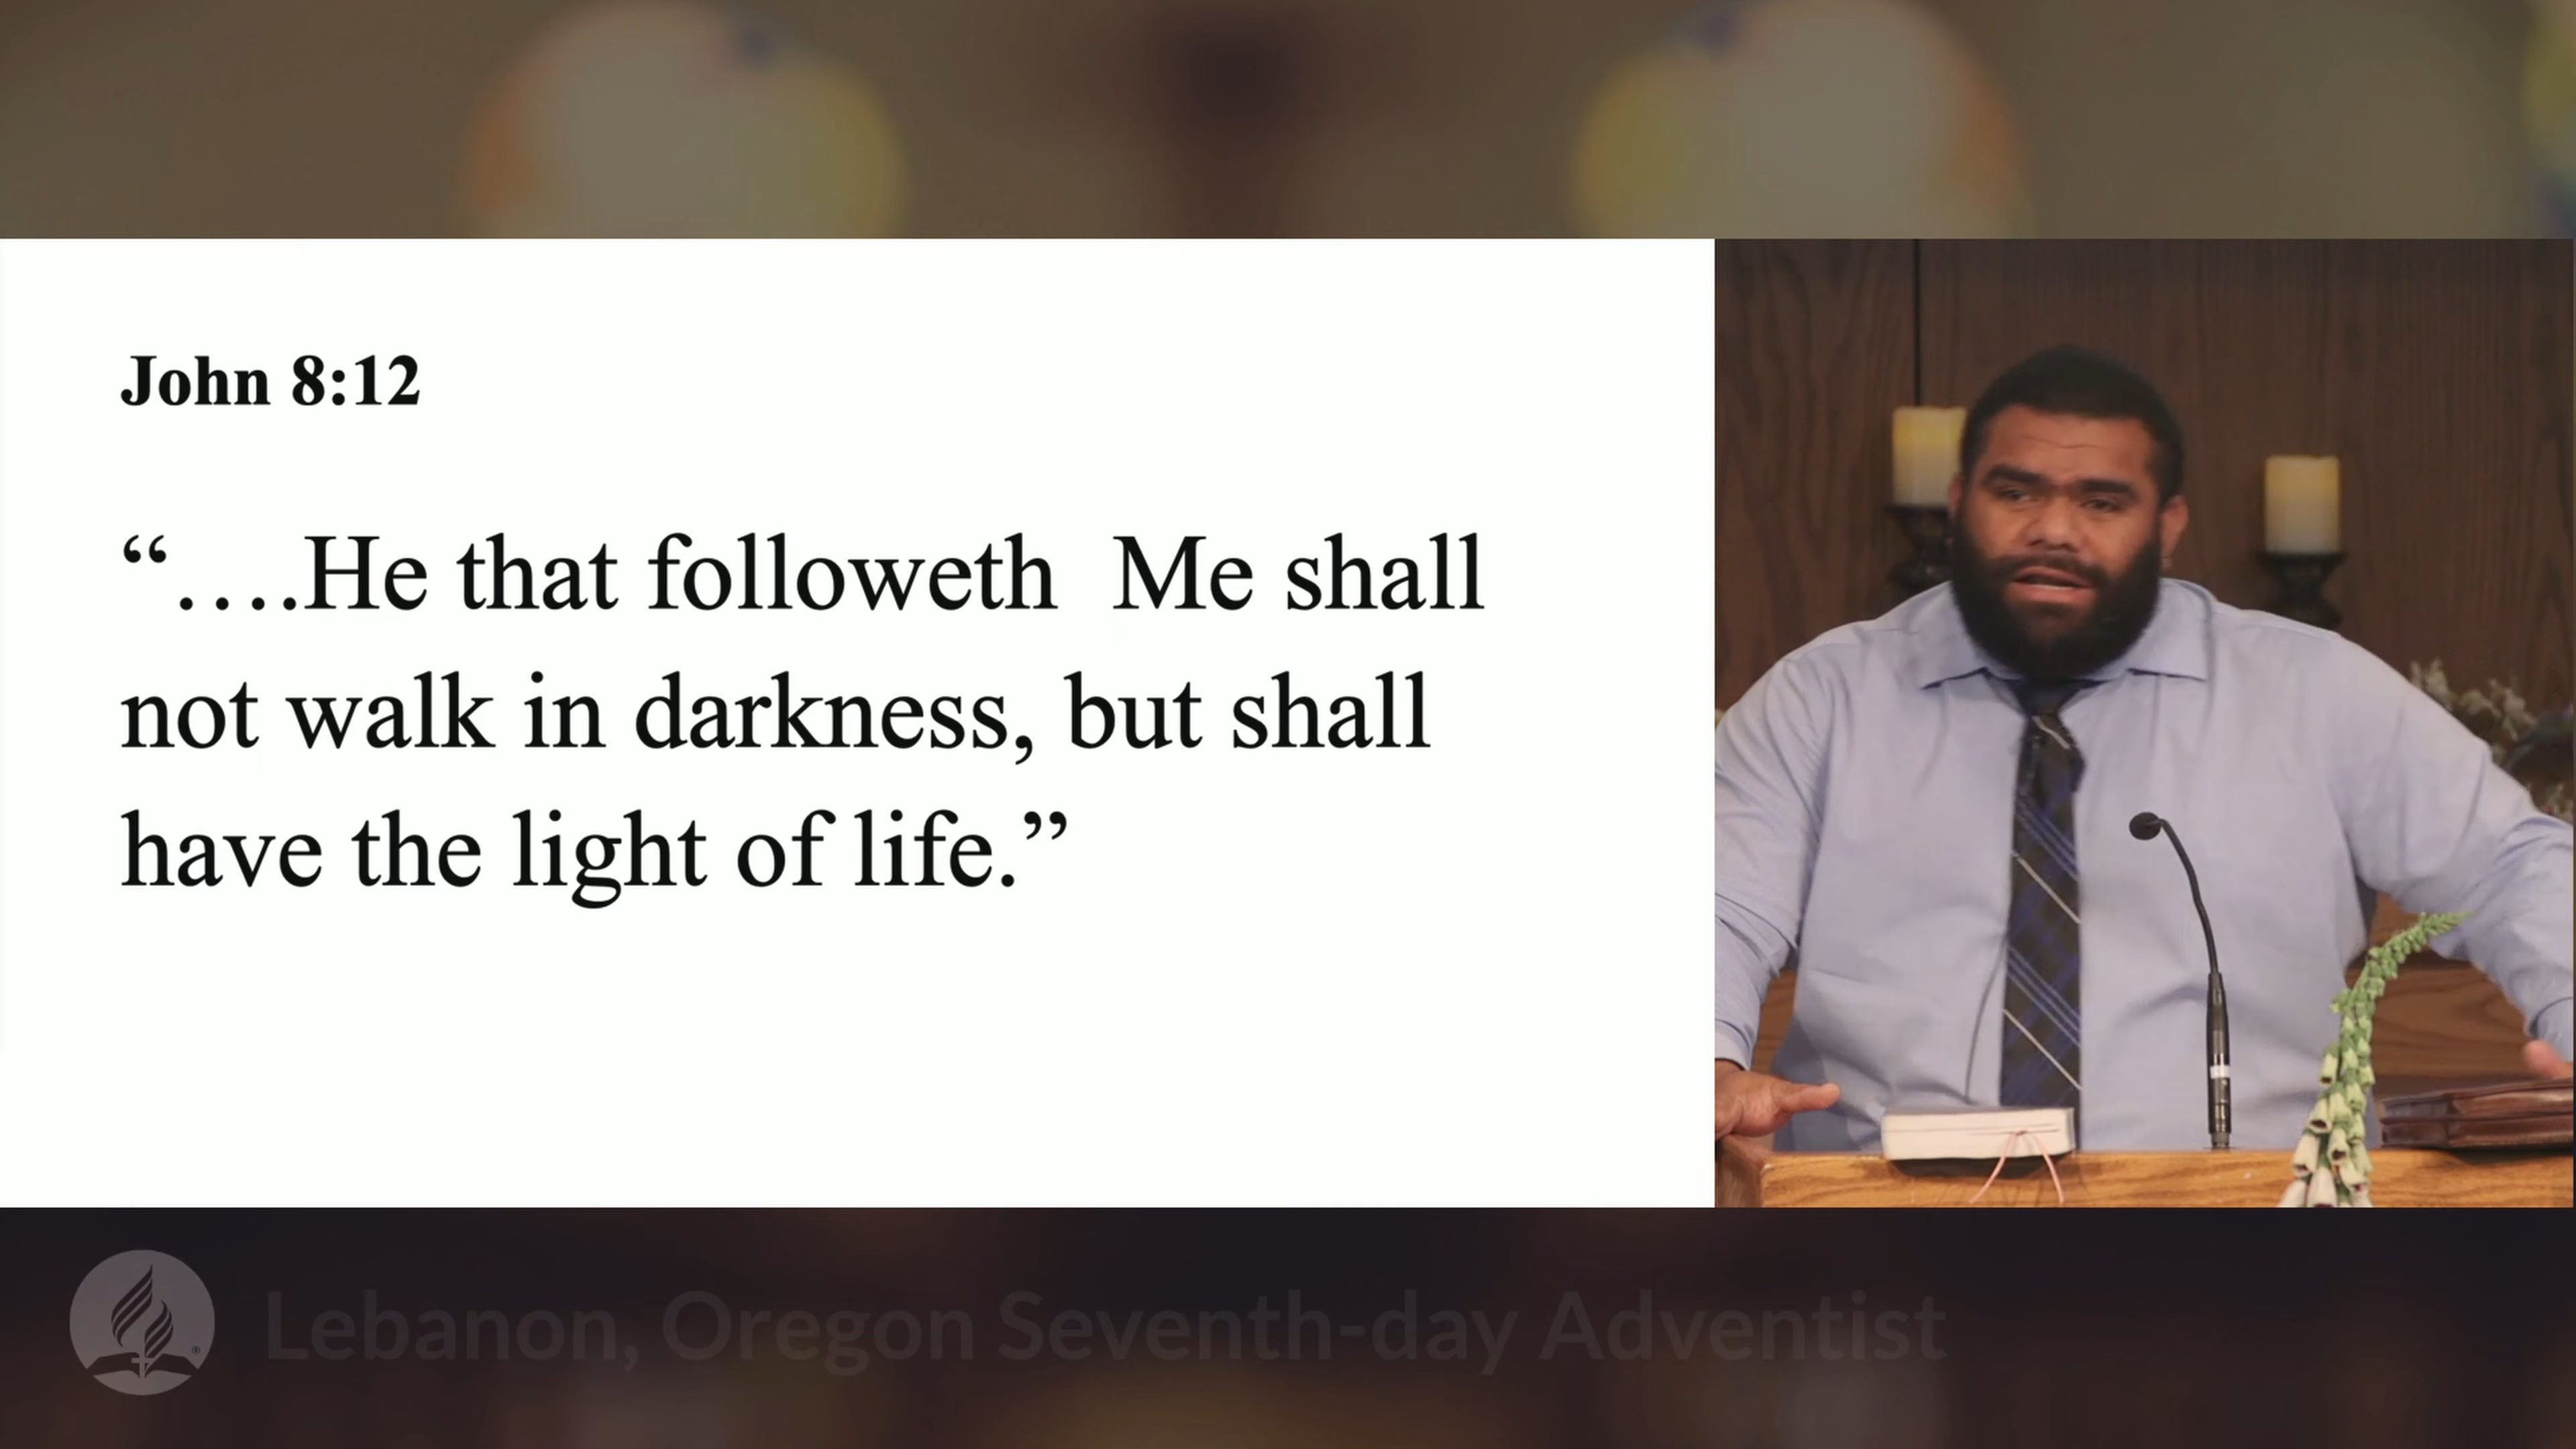 John 8:12
“….He that followeth  Me shall
not walk in darkness, but shall
have the light of life.”
Lebanon, Oregon Seventh-day Adventist